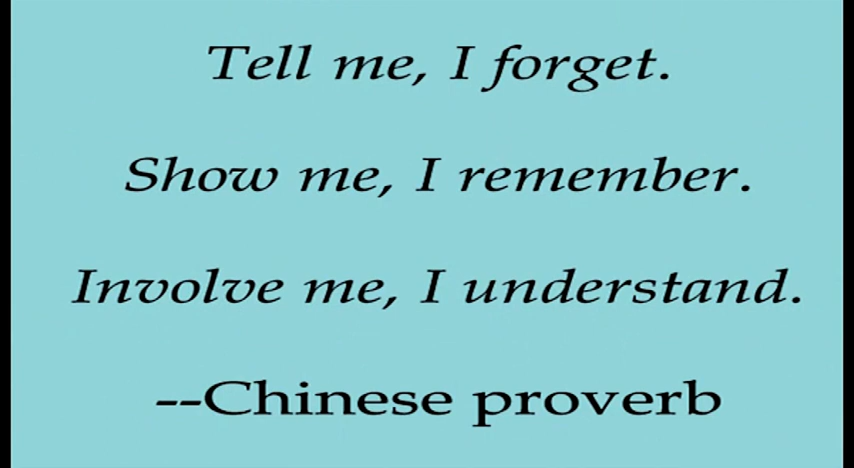 Tell me, I forget.
Show me, I remember.
Involve me, I understand.
--Chinese proverb